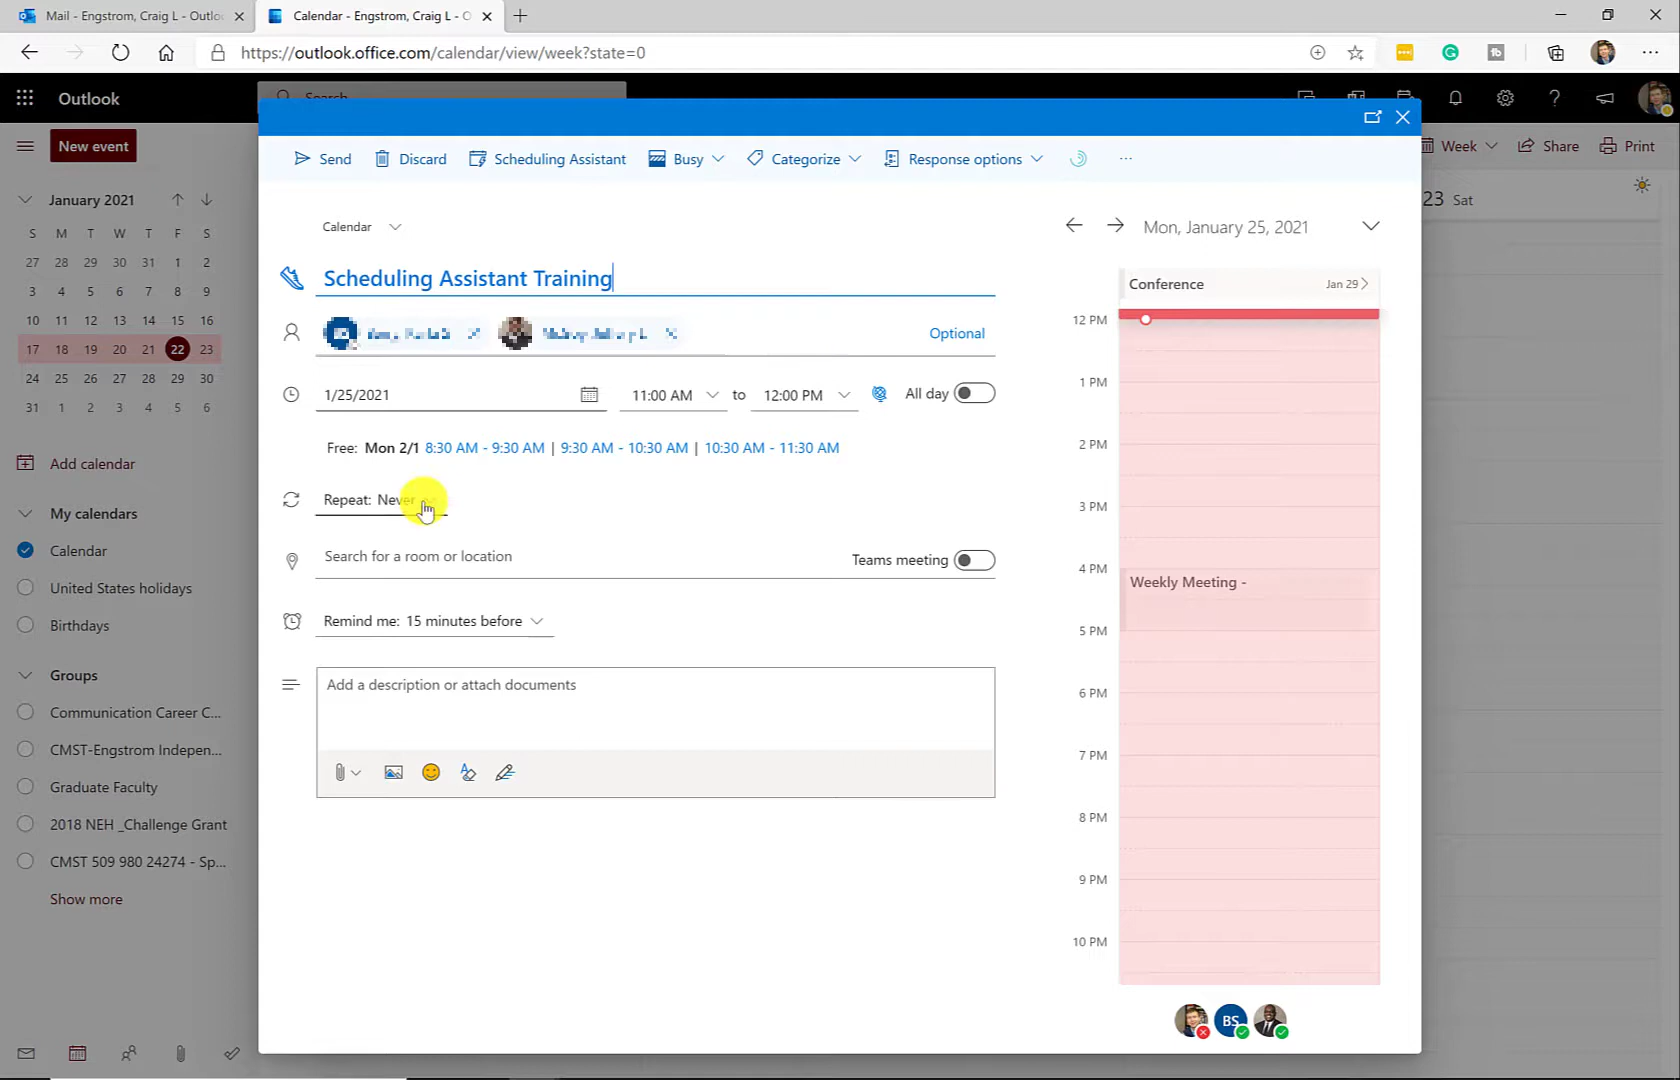 Mail - Engstrom, Craig L - Outlo
Calendar - Engstrom, Craig L - O
https://outlook.office.com/calendar/view/week?state=0
Outlook
Search
New event
Week
Share
Print
Send
Discard
Scheduling Assistant
Busy
Categorize
Response options
January 2021
S M T W T F S
27 28 29 30 31 1 2
3 4 5 6 7 8 9
10 11 12 13 14 15 16
17 18 19 20 21 22 23
24 25 26 27 28 29 30
31 1 2 3 4 5 6
Add calendar
My calendars
Calendar
United States holidays
Birthdays
Groups
Communication Career C...
CMST-Engstrom Indepen...
Graduate Faculty
2018 NEH _Challenge Grant
CMST 509 980 24274 - Sp...
Show more
Calendar
Scheduling Assistant Training
Optional
1/25/2021
11:00 AM
to
12:00 PM
All day
Free: Mon 2/1 8:30 AM - 9:30 AM | 9:30 AM - 10:30 AM | 10:30 AM - 11:30 AM
Repeat: Never
Search for a room or location
Teams meeting
Remind me: 15 minutes before
Add a description or attach documents
Mon, January 25, 2021
Conference
Jan 29
12 PM
1 PM
2 PM
3 PM
4 PM
Weekly Meeting -
5 PM
6 PM
7 PM
8 PM
9 PM
10 PM
BS
23 Sat